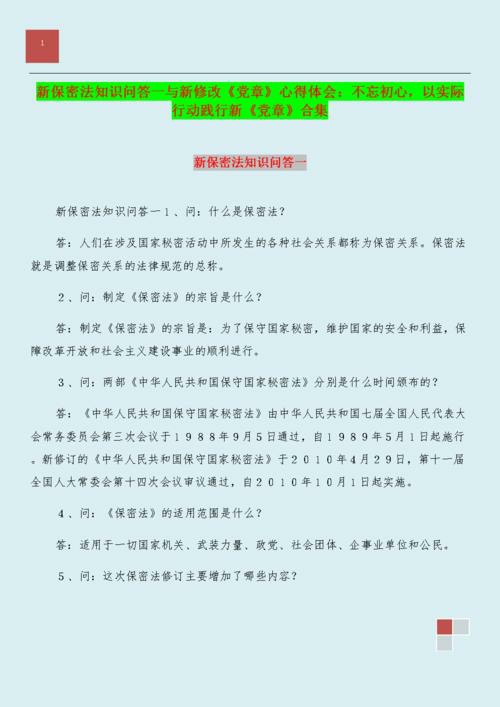 1
新保密法知识问答一与新修改《党章》心得体会：不忘初心，以实际
行动践行新《党章》合集
新保密法知识问答一
新保密法知识问答一１、问：什么是保密法？
答：人们在涉及国家秘密活动中所发生的各种社会关系都称为保密关系。保密法
就是调整保密关系的法律规范的总称。
２、问：制定《保密法》的宗旨是什么？
答：制定《保密法》的宗旨是：为了保守国家秘密，维护国家的安全和利益，保
障改革开放和社会主义建设事业的顺利进行。
３、问：两部《中华人民共和国保守国家秘密法》分别是什么时间颁布的？
答：《中华人民共和国保守国家秘密法》由中华人民共和国七届全国人民代表大
会常务委员会第三次会议于１９８８年９月５日通过，自１９８９年５月１日起施行
。新修订的《中华人民共和国保守国家秘密法》于２０１０年４月２９日，第十一届
全国人大常委会第十四次会议审议通过，自２０１０年１０月１日起实施。
４、问：《保密法》的适用范围是什么？
答：适用于一切国家机关、武装力量、政党、社会团体、企事业单位和公民。
５、问：这次保密法修订主要增加了哪些内容？